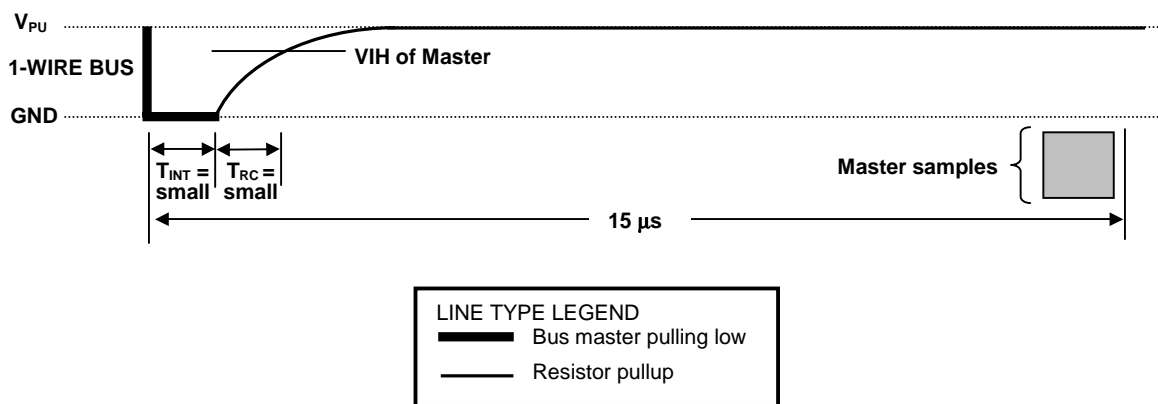 VPU
1-WIRE BUS
VIH of Master
GND
TINT = small
TRC = small
Master samples
15 μs
LINE TYPE LEGEND
Bus master pulling low
Resistor pullup